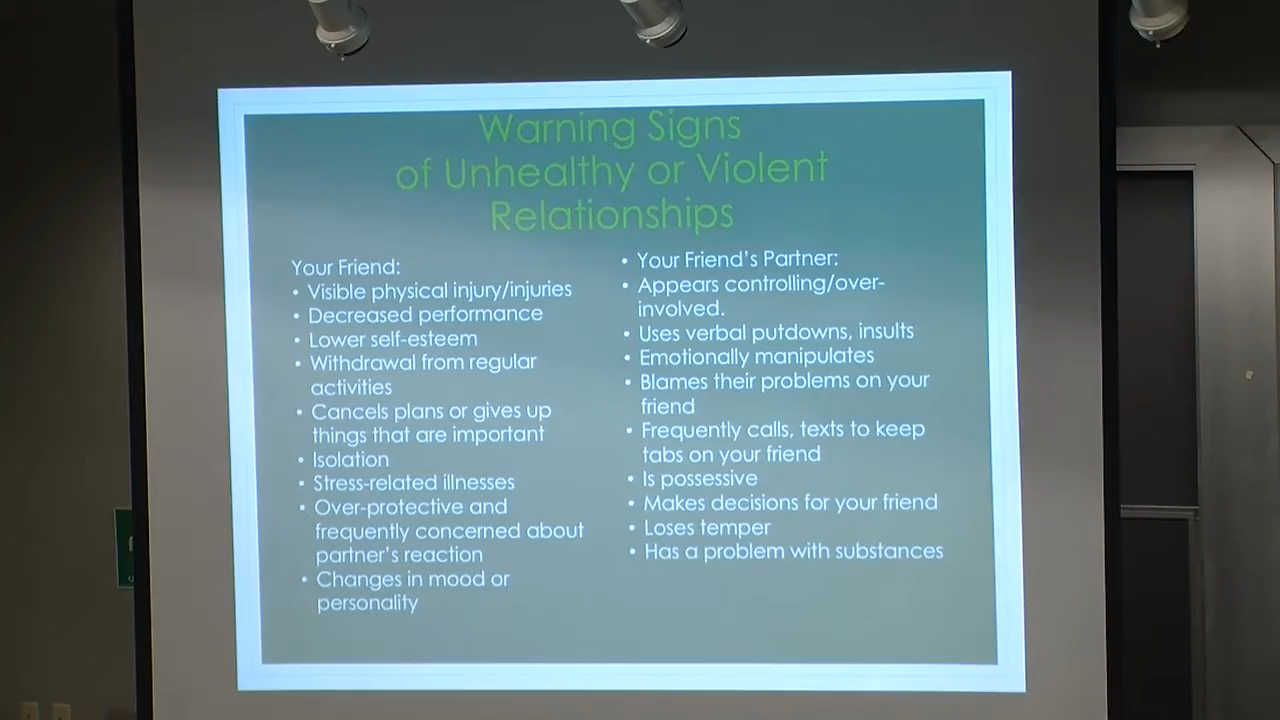 Warning Signs
of Unhealthy or Violent
Relationships
Your Friend:
• Visible physical injury/injuries
• Decreased performance
• Lower self-esteem
• Withdrawal from regular
activities
• Cancels plans or gives up
things that are important
• Isolation
• Stress-related illnesses
• Over-protective and
frequently concerned about
partner's reaction
• Changes in mood or
personality
• Your Friend's Partner:
• Appears controlling/over-
involved.
• Uses verbal putdowns, insults
• Emotionally manipulates
• Blames their problems on your
friend
• Frequently calls, texts to keep
tabs on your friend
• Is possessive
• Makes decisions for your friend
• Loses temper
• Has a problem with substances